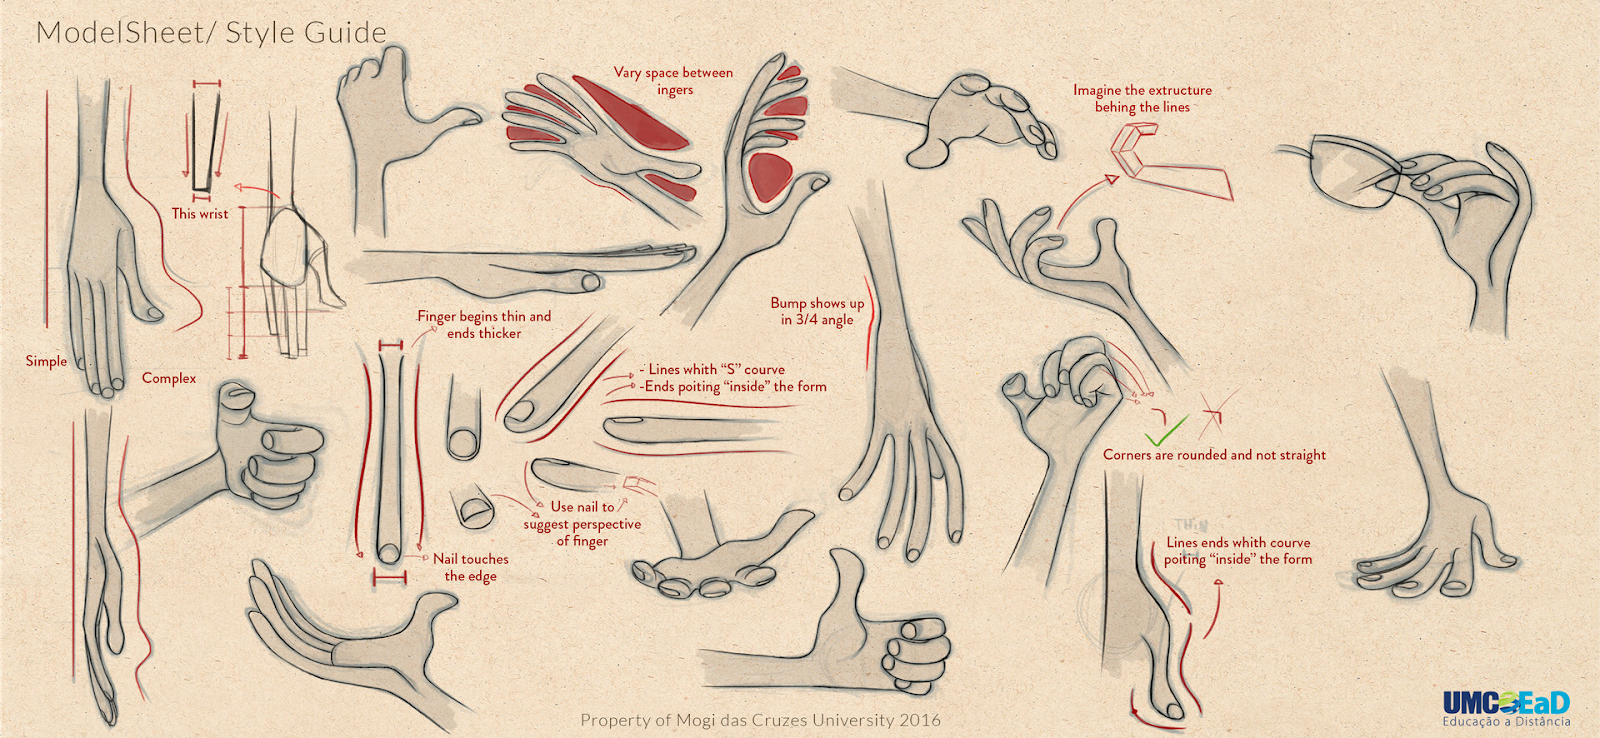 ModelSheet/ Style Guide
Vary space between
ingers
Imagine the extructure
behing the lines
This wrist
Bump shows up
in 3/4 angle
Finger begins thin and
ends thicker
Simple
Complex
- Lines whith “S” courve
-Ends poiting “inside” the form
Corners are rounded and not straight
Use nail to
suggest perspective
of finger
THiN
Lines ends whith courve
poiting “inside” the form
Nail touches
the edge
Property of Mogi das Cruzes University 2016
UMC EaD
Educação a Distância